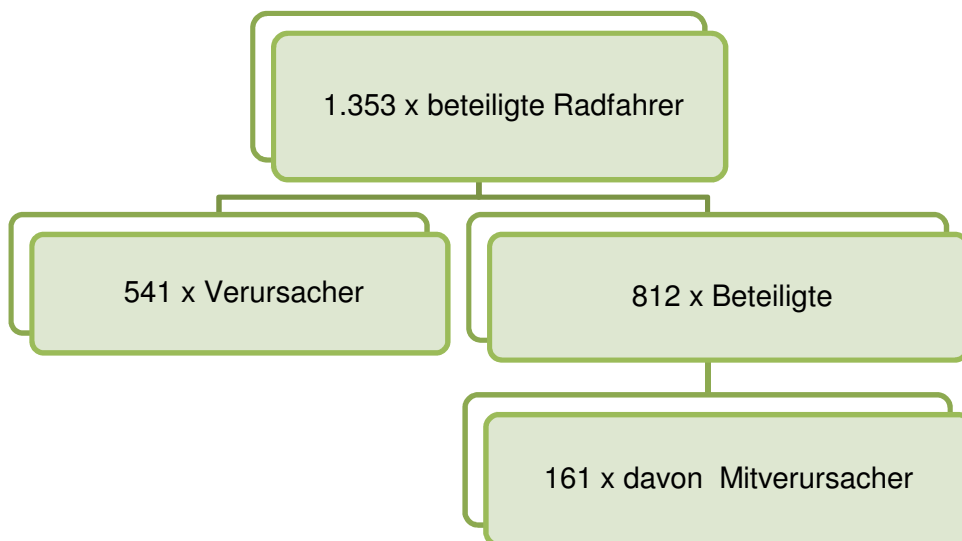 1.353 x beteiligte Radfahrer
541 x Verursacher
812 x Beteiligte
161 x davon  Mitverursacher